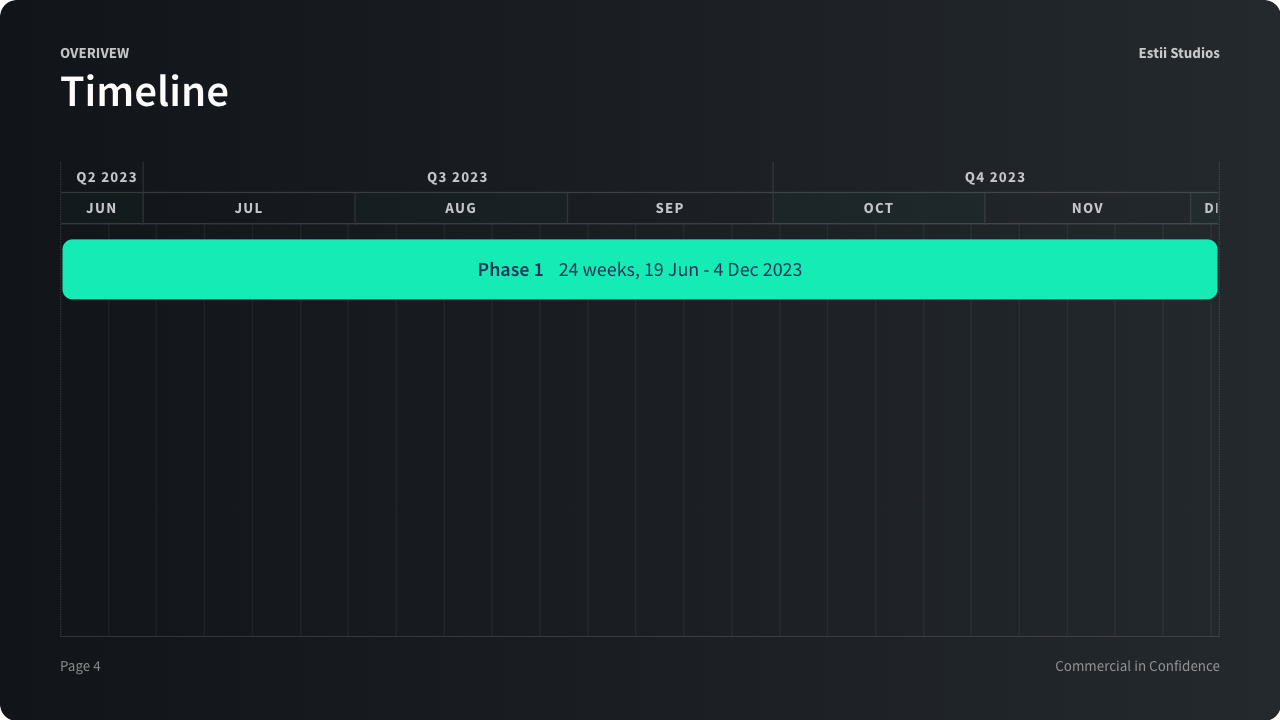 OVERIVEW
Estii Studios
Timeline
Q2 2023 Q3 2023 Q4 2023
JUN JUL AUG SEP OCT NOV
Phase 1 24 weeks, 19 Jun - 4 Dec 2023
Page 4
Commercial in Confidence